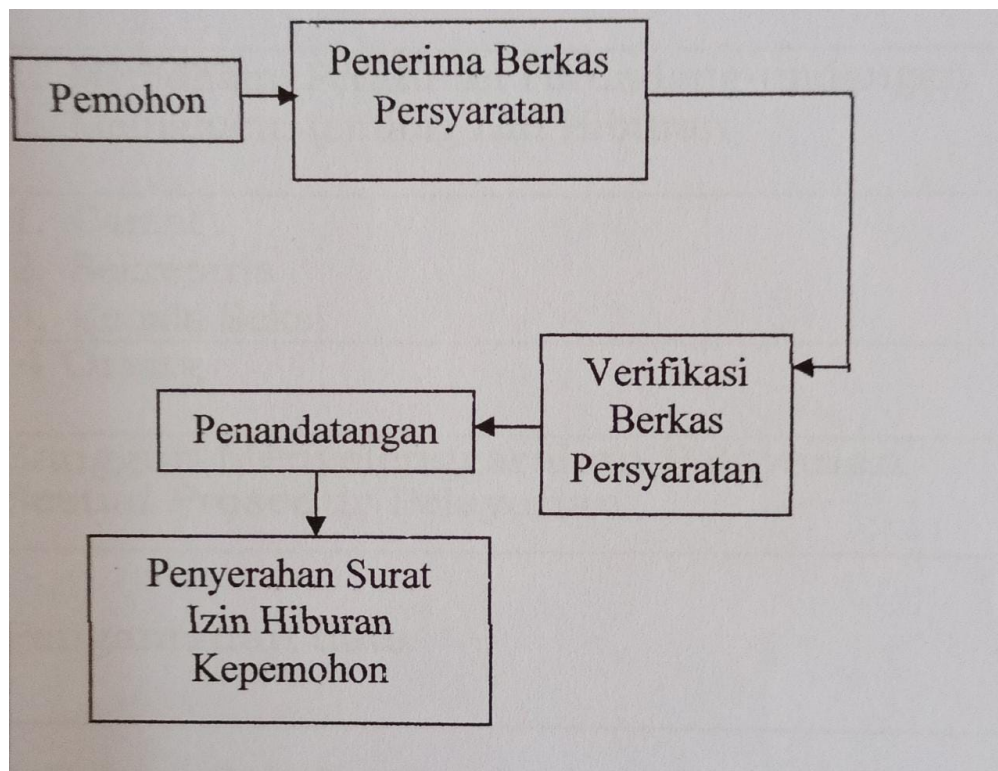 Pemohon
Penerima Berkas
Persyaratan
Verifikasi
Berkas
Persyaratan
Penandatangan
Penyerahan Surat
Izin Hiburan
Kepemohon